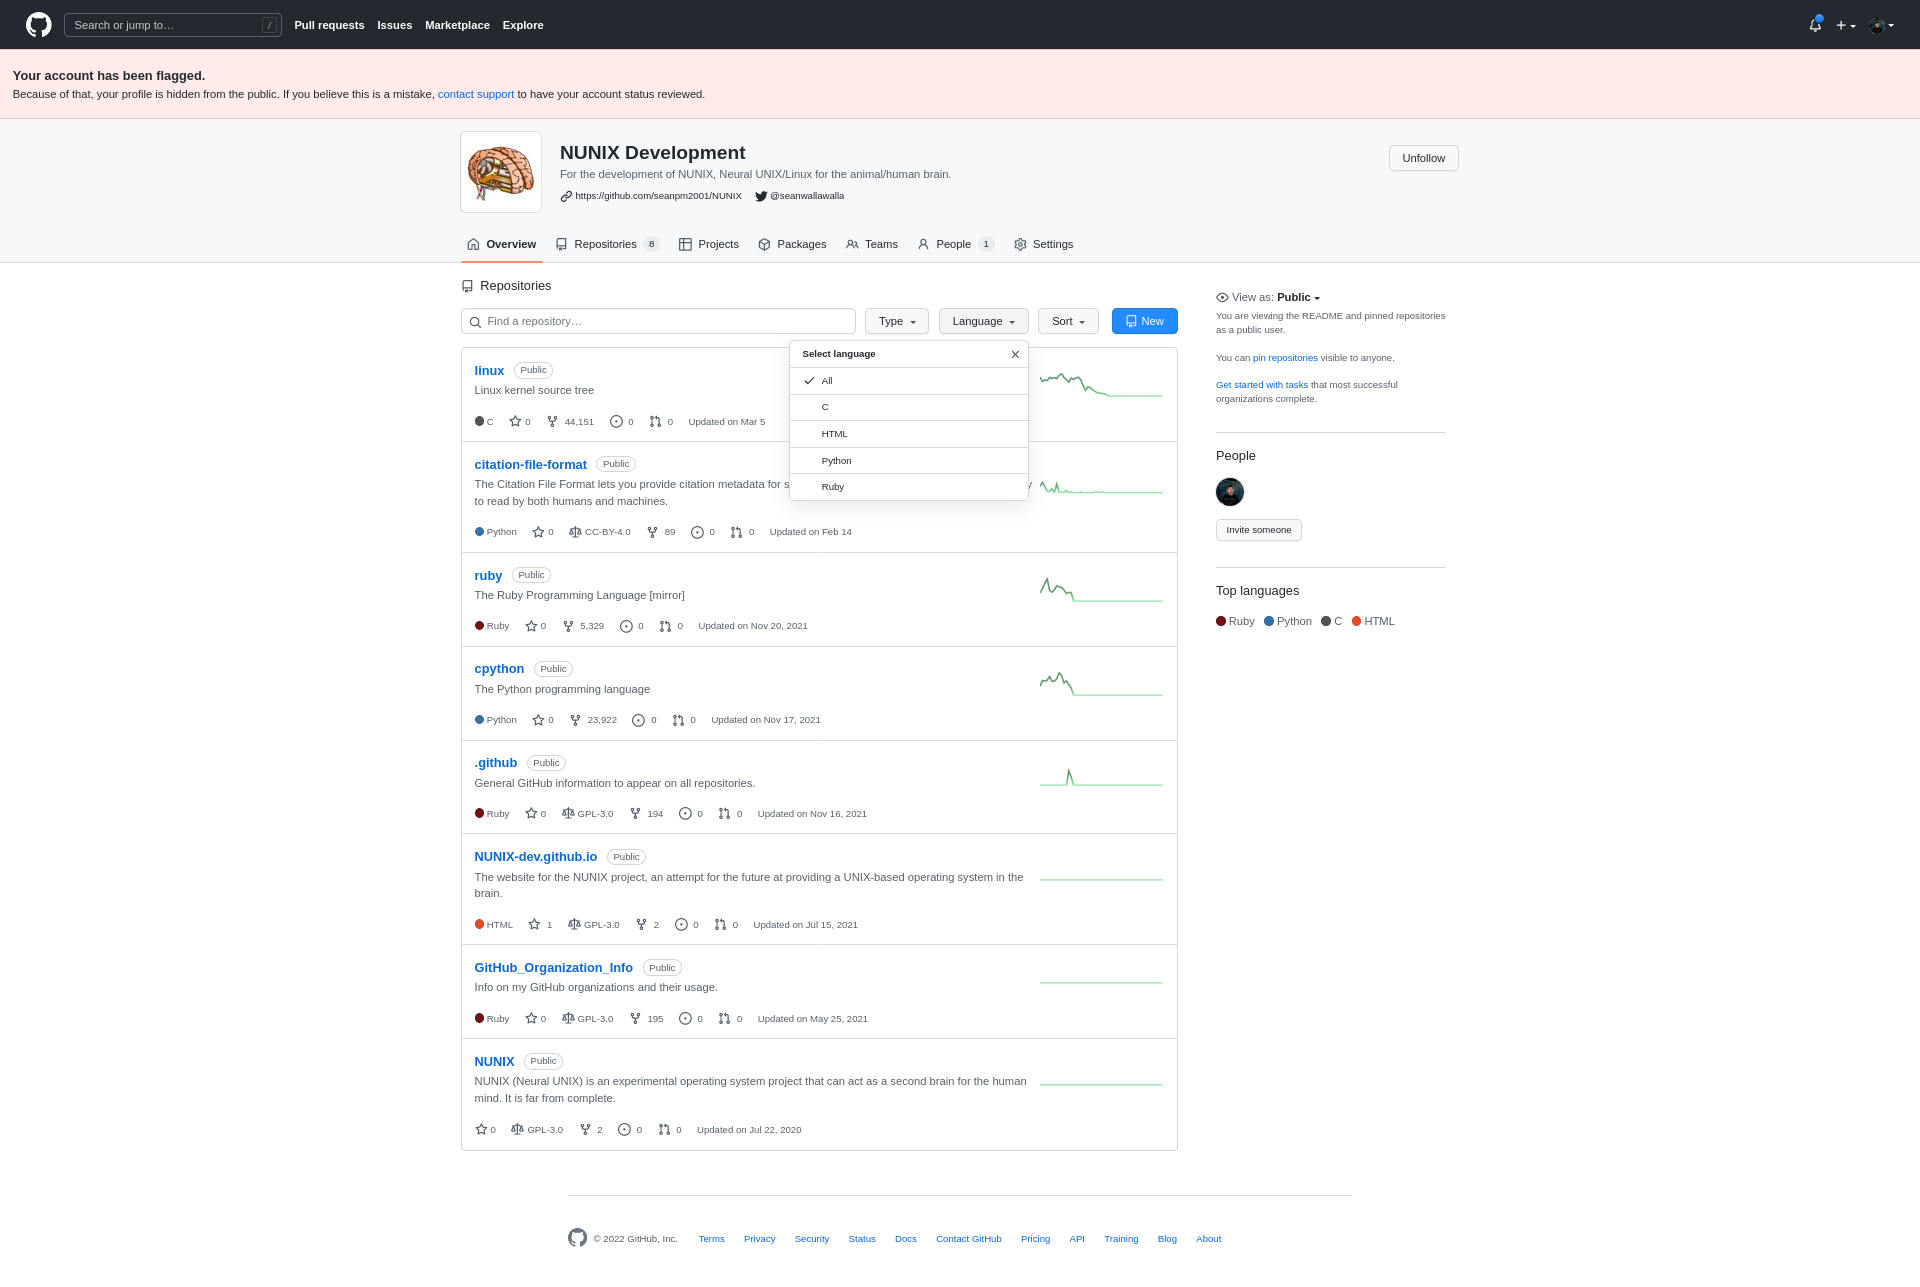 Search or jump to…
/
Pull requests Issues Marketplace Explore
Your account has been flagged.
Because of that, your profile is hidden from the public. If you believe this is a mistake, contact support to have your account status reviewed.
NUNIX Development
Unfollow
For the development of NUNIX, Neural UNIX/Linux for the animal/human brain.
https://github.com/seanpm2001/NUNIX @seanwallawalla
Overview Repositories 8 Projects Packages Teams People 1 Settings
Repositories
Find a repository…
Type Language Sort New
Select language
All
C
HTML
Python
Ruby
linux Public
Linux kernel source tree
C 0 44,151 0 0 Updated on Mar 5
citation-file-format Public
The Citation File Format lets you provide citation metadata for s
y
to read by both humans and machines.
Python 0 CC-BY-4.0 89 0 0 Updated on Feb 14
ruby Public
The Ruby Programming Language [mirror]
Ruby 0 5,329 0 0 Updated on Nov 20, 2021
cpython Public
The Python programming language
Python 0 23,922 0 0 Updated on Nov 17, 2021
.github Public
General GitHub information to appear on all repositories.
Ruby 0 GPL-3.0 194 0 0 Updated on Nov 16, 2021
NUNIX-dev.github.io Public
The website for the NUNIX project, an attempt for the future at providing a UNIX-based operating system in the
brain.
HTML 1 GPL-3.0 2 0 0 Updated on Jul 15, 2021
GitHub_Organization_Info Public
Info on my GitHub organizations and their usage.
Ruby 0 GPL-3.0 195 0 0 Updated on May 25, 2021
NUNIX Public
NUNIX (Neural UNIX) is an experimental operating system project that can act as a second brain for the human
mind. It is far from complete.
0 GPL-3.0 2 0 0 Updated on Jul 22, 2020
View as: Public
You are viewing the README and pinned repositories
as a public user.
You can pin repositories visible to anyone.
Get started with tasks that most successful
organizations complete.
People
Invite someone
Top languages
Ruby Python C HTML
© 2022 GitHub, Inc. Terms Privacy Security Status Docs Contact GitHub Pricing API Training Blog About